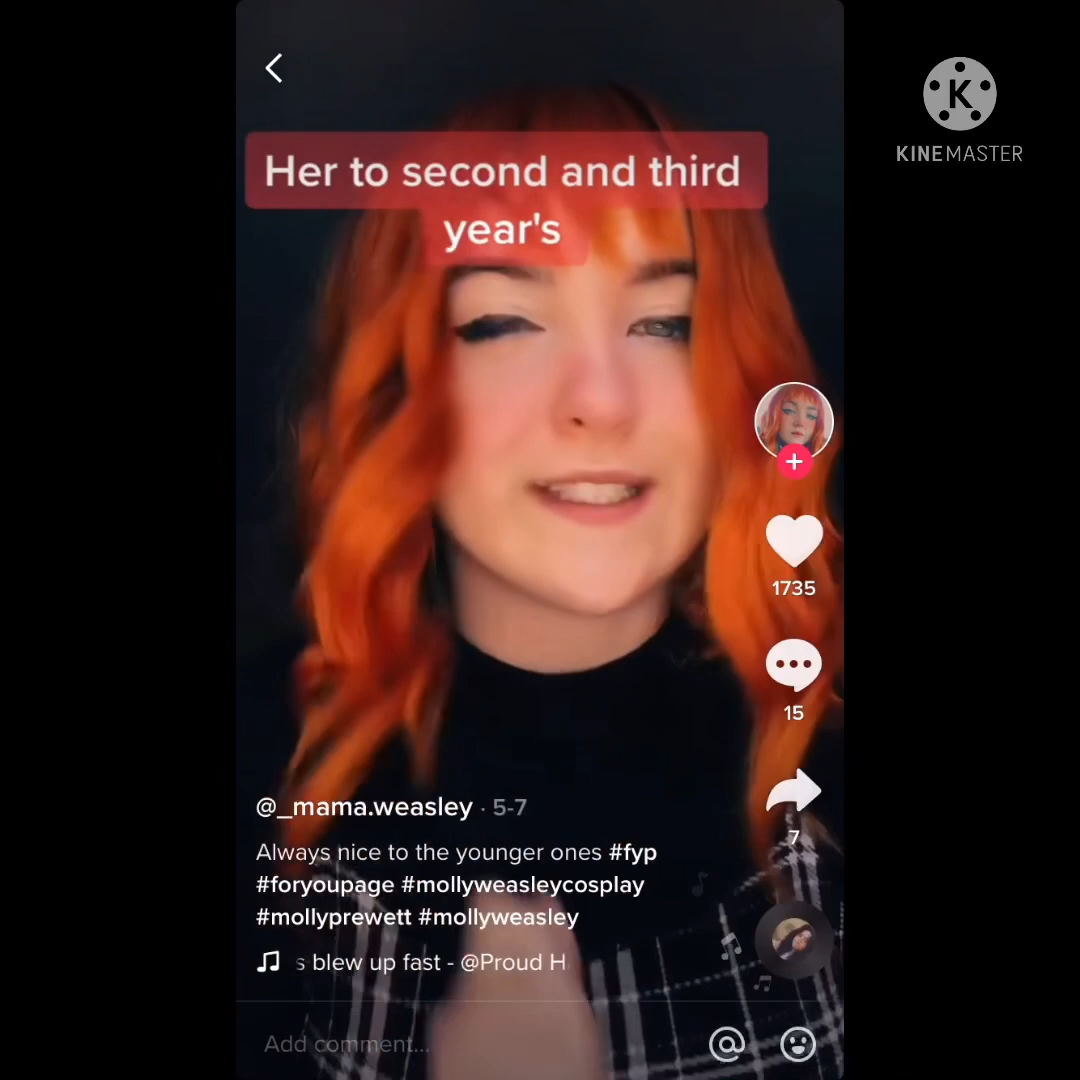 K
KINEMASTER
Her to second and third
year's
1735
15
7
@_mama.weasley · 5-7
Always nice to the younger ones #fyp
#foryoupage #mollyweasleycosplay
#mollyprewett #mollyweasley
s blew up fast - @Proud H
Add comment...